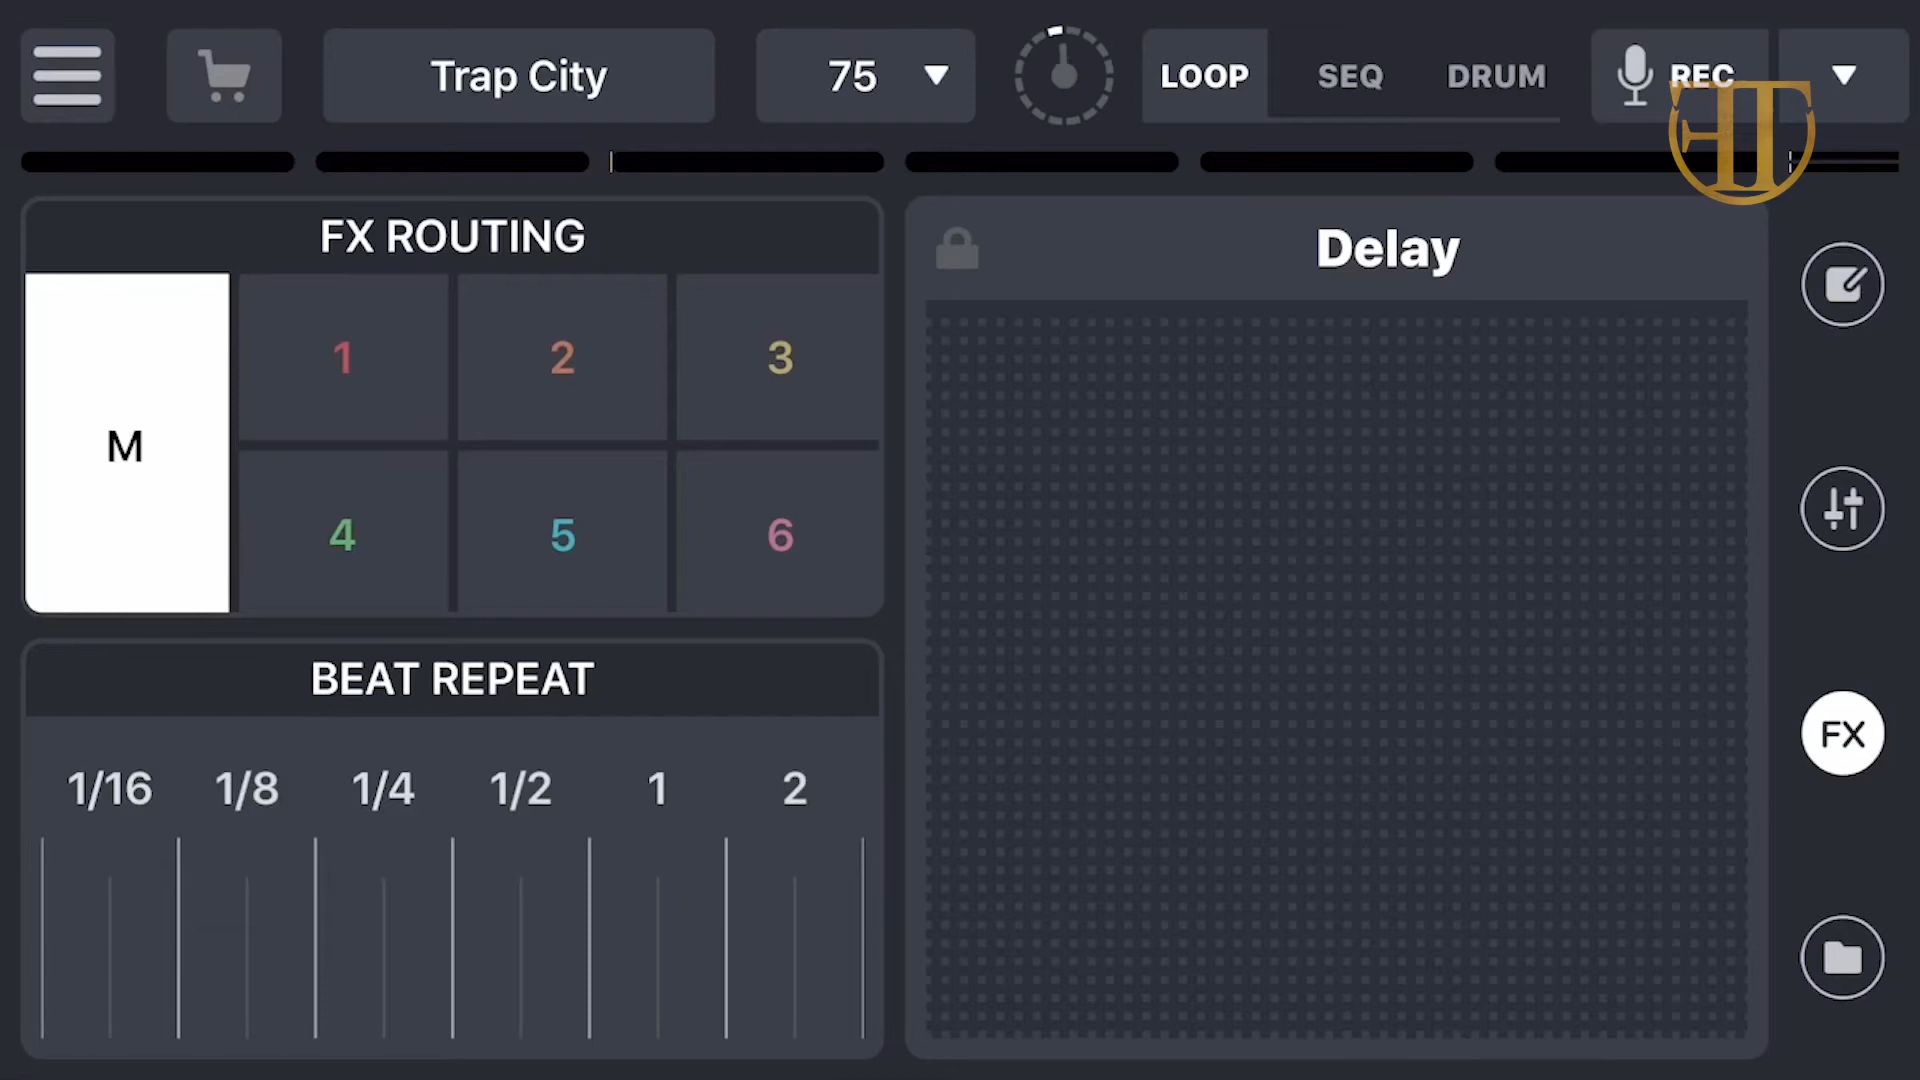 Trap City
75
LOOP
SEQ
DRUM
REC
FX ROUTING
M
1
2
3
4
5
6
BEAT REPEAT
1/16
1/8
1/4
1/2
1
2
Delay
FX